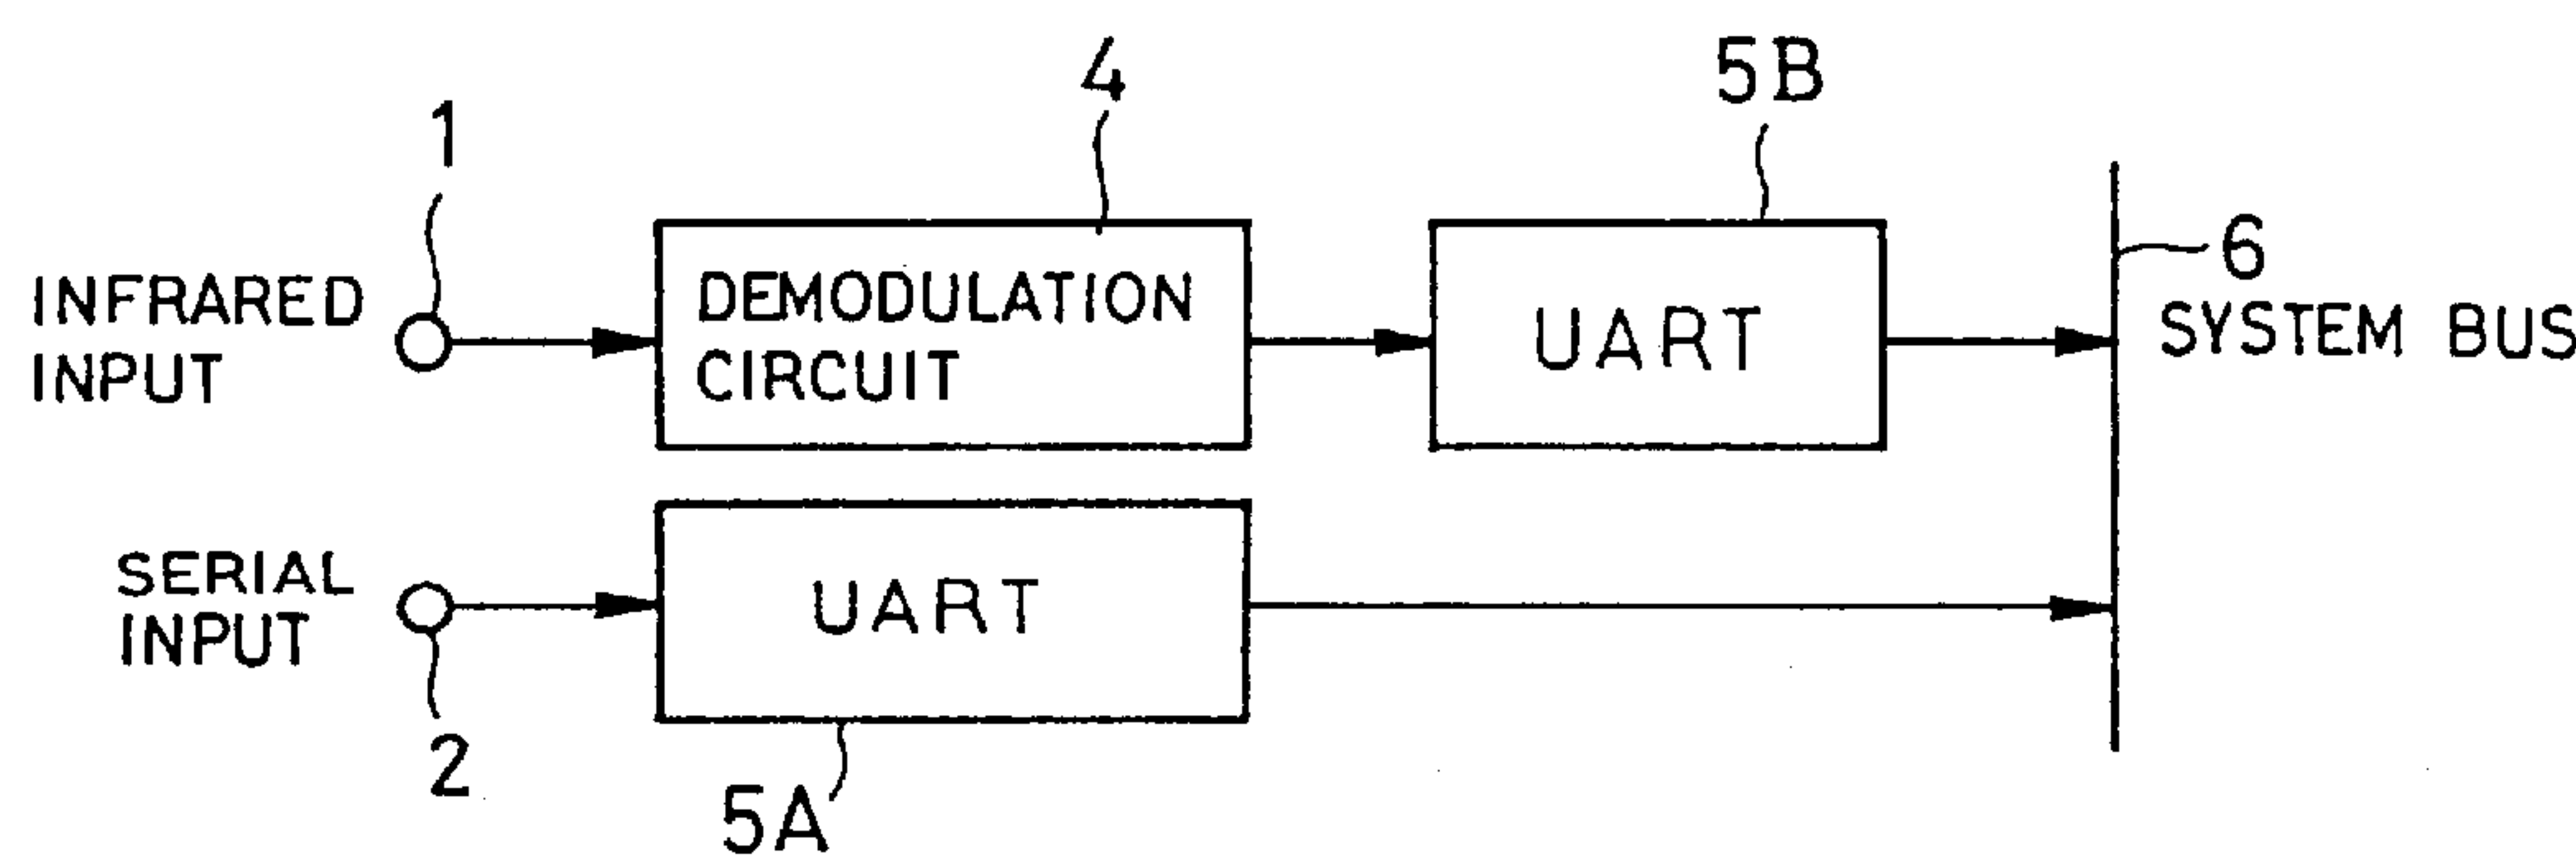 4
5B
1
6
INFRARED
INPUT
DEMODULATION
CIRCUIT
UART
SYSTEM BUS
SERIAL
INPUT
UART
2
5A